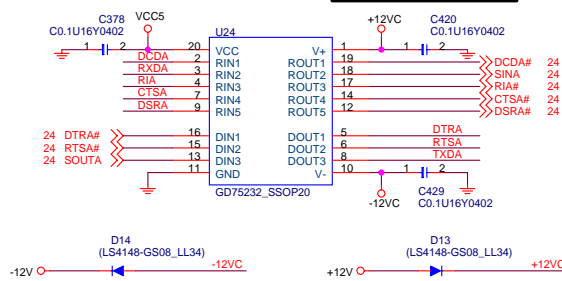 C378 VCC5 +12VC C420
C0.1U16Y0402 U24 C0.1U16Y0402
1 2 20 VCC V+ 1 1 2
DCDA 2 RIN1 ROUT1 19 DCDA# 24
RXDA 3 RIN2 ROUT2 18 SINA 24
RIA 4 RIN3 ROUT3 17 RIA# 24
CTSA 7 RIN4 ROUT4 14 CTSA# 24
DSRA 9 RIN5 ROUT5 12 DSRA# 24
24 DTRA# 16 DIN1 DOUT1 5 DTRA
24 RTSA# 15 DIN2 DOUT2 6 RTSA
24 SOUTA 13 DIN3 DOUT3 8 TXDA
11 GND V- 10 1 2
GD75232_SSOP20 -12VC C429
C0.1U16Y0402
D14 D13
(LS4148-GS08_LL34) (LS4148-GS08_LL34)
-12V -12VC +12V +12VC